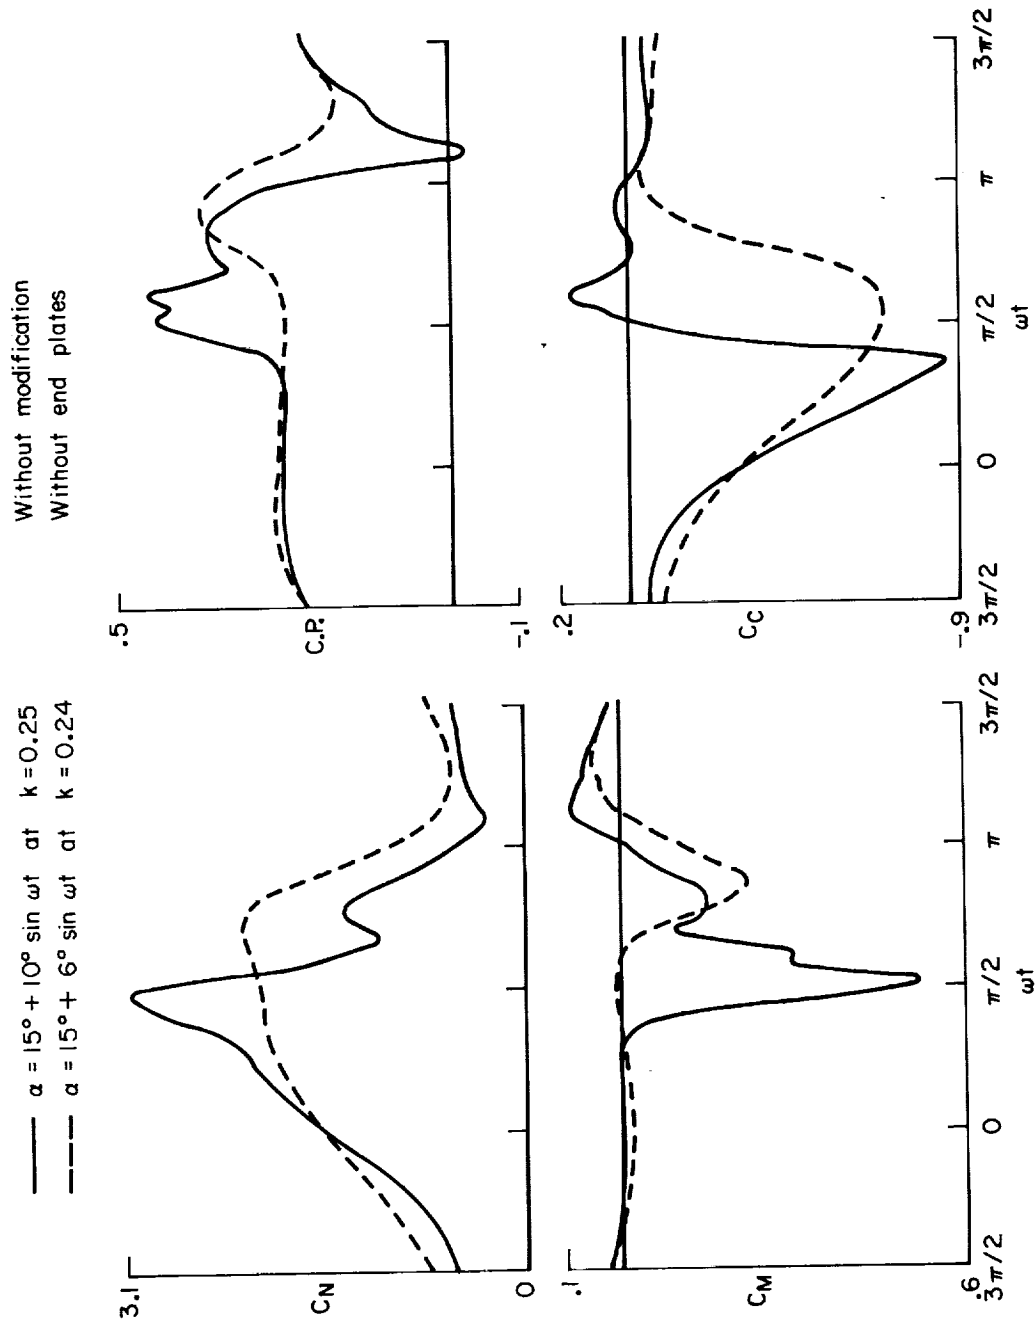 α = 15° + 10° sin ωt at k = 0.25
α = 15° + 6° sin ωt at k = 0.24
Without modification
Without end plates
3.1
C_N
0
.5
C.P.
-.1
.1
C_M
.6
3π/2
0
π/2
π
3π/2
ωt
.2
C_C
-.9
3π/2
0
π/2
π
3π/2
ωt